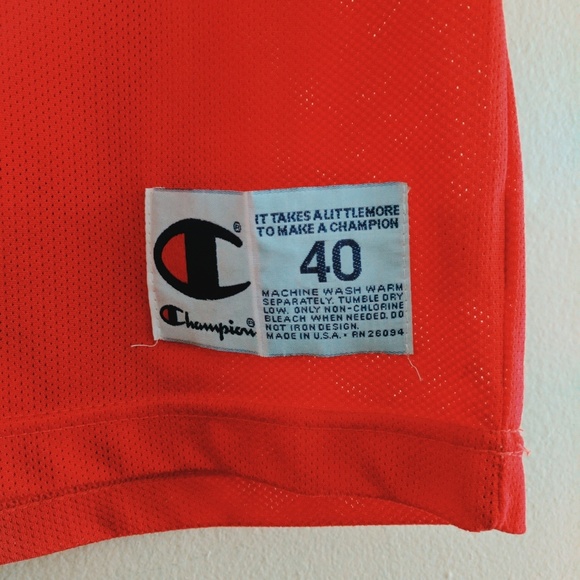 IT TAKES A LITTLE MORE
TO MAKE A CHAMPION
40
MACHINE WASH WARM
SEPARATELY. TUMBLE DRY
LOW. ONLY NON-CHLORINE
BLEACH WHEN NEEDED. DO
NOT IRON DESIGN.
MADE IN U.S.A. • RN 26094
®
Champion®